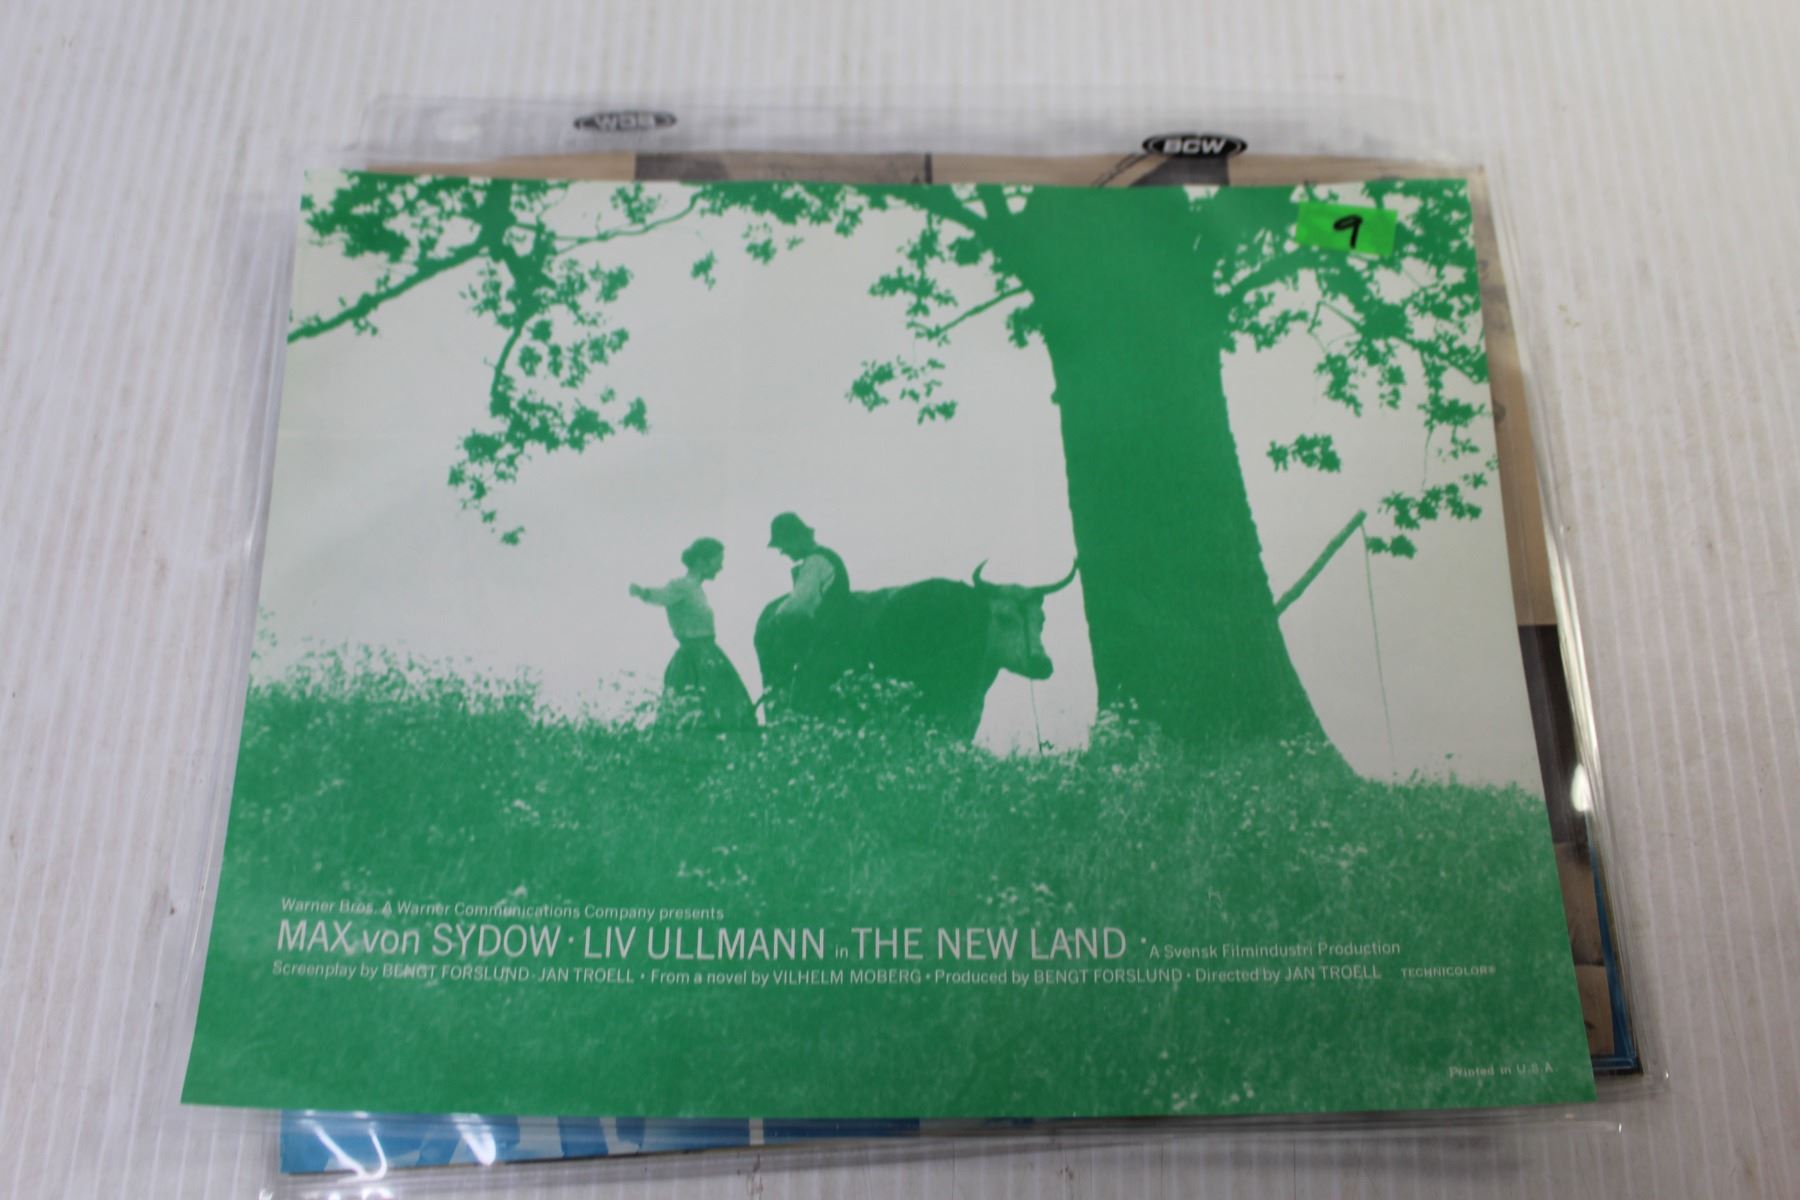 BCW
BCW
9
Warner Bros. A Warner Communications Company presents
MAX von SYDOW · LIV ULLMANN in THE NEW LAND · A Svensk Filmindustri Production
Screenplay by BENGT FORSLUND · JAN TROELL • From a novel by VILHELM MOBERG • Produced by BENGT FORSLUND • Directed by JAN TROELL TECHNICOLOR®
Printed in U.S.A.